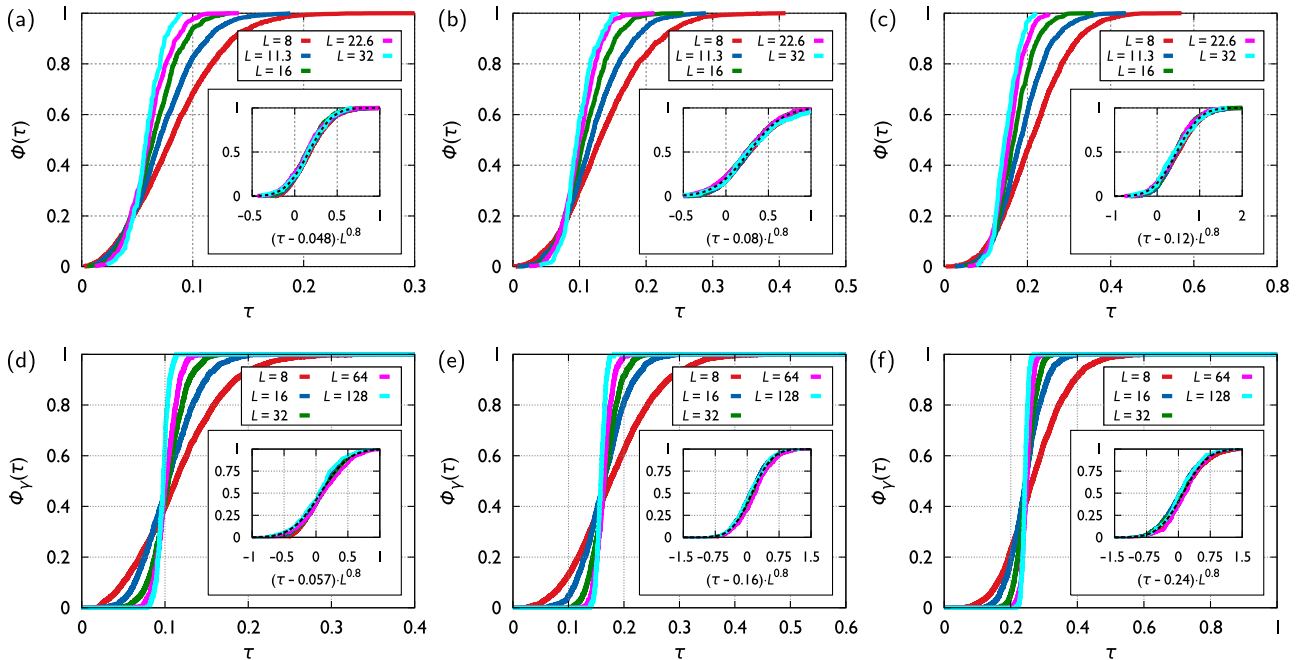 (a)
Φ(τ)
1
0.8
0.6
0.4
0.2
0
0 0.1 0.2 0.3
τ
L = 8 L = 22.6
L = 11.3 L = 32
L = 16
1
0.5
0
-0.5 0 0.5 1
(τ – 0.048)·L^0.8
(b)
Φ(τ)
1
0.8
0.6
0.4
0.2
0
0 0.1 0.2 0.3 0.4 0.5
τ
L = 8 L = 22.6
L = 11.3 L = 32
L = 16
1
0.5
0
-0.5 0 0.5 1
(τ – 0.08)·L^0.8
(c)
Φ(τ)
1
0.8
0.6
0.4
0.2
0
0 0.2 0.4 0.6 0.8
τ
L = 8 L = 22.6
L = 11.3 L = 32
L = 16
1
0.5
0
-1 0 1 2
(τ – 0.12)·L^0.8
(d)
Φγ(τ)
1
0.8
0.6
0.4
0.2
0
0 0.1 0.2 0.3 0.4
τ
L = 8 L = 64
L = 16 L = 128
L = 32
1
0.75
0.5
0.25
0
-1 -0.5 0 0.5 1
(τ – 0.057)·L^0.8
(e)
Φγ(τ)
1
0.8
0.6
0.4
0.2
0
0 0.1 0.2 0.3 0.4 0.5 0.6
τ
L = 8 L = 64
L = 16 L = 128
L = 32
1
0.75
0.5
0.25
0
-1.5 -0.75 0 0.75 1.5
(τ – 0.16)·L^0.8
(f)
Φγ(τ)
1
0.8
0.6
0.4
0.2
0
0 0.2 0.4 0.6 0.8 1
τ
L = 8 L = 64
L = 16 L = 128
L = 32
1
0.75
0.5
0.25
0
-1.5 -0.75 0 0.75 1.5
(τ – 0.24)·L^0.8